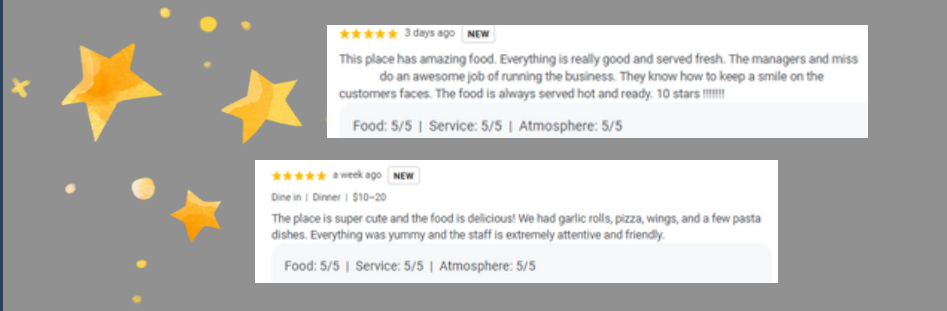 3 days ago NEW
This place has amazing food. Everything is really good and served fresh. The managers and miss
do an awesome job of running the business. They know how to keep a smile on the
customers faces. The food is always served hot and ready. 10 stars !!!!!!!
Food: 5/5 | Service: 5/5 | Atmosphere: 5/5
a week ago NEW
Dine in | Dinner | $10–20
The place is super cute and the food is delicious! We had garlic rolls, pizza, wings, and a few pasta
dishes. Everything was yummy and the staff is extremely attentive and friendly.
Food: 5/5 | Service: 5/5 | Atmosphere: 5/5